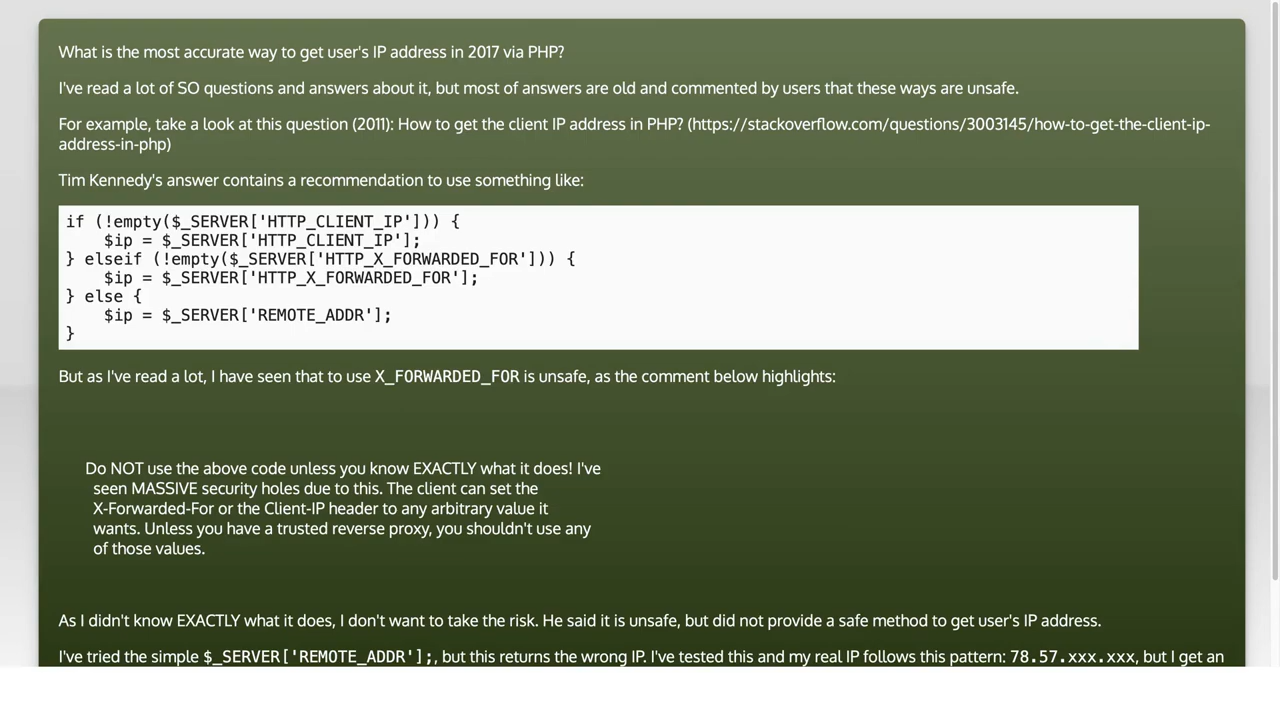 What is the most accurate way to get user's IP address in 2017 via PHP?
I've read a lot of SO questions and answers about it, but most of answers are old and commented by users that these ways are unsafe.
For example, take a look at this question (2011): How to get the client IP address in PHP? (https://stackoverflow.com/questions/3003145/how-to-get-the-client-ip-
address-in-php)
Tim Kennedy's answer contains a recommendation to use something like:
if (!empty($_SERVER['HTTP_CLIENT_IP'])) {
    $ip = $_SERVER['HTTP_CLIENT_IP'];
} elseif (!empty($_SERVER['HTTP_X_FORWARDED_FOR'])) {
    $ip = $_SERVER['HTTP_X_FORWARDED_FOR'];
} else {
    $ip = $_SERVER['REMOTE_ADDR'];
}
But as I've read a lot, I have seen that to use X_FORWARDED_FOR is unsafe, as the comment below highlights:
Do NOT use the above code unless you know EXACTLY what it does! I've
seen MASSIVE security holes due to this. The client can set the
X-Forwarded-For or the Client-IP header to any arbitrary value it
wants. Unless you have a trusted reverse proxy, you shouldn't use any
of those values.
As I didn't know EXACTLY what it does, I don't want to take the risk. He said it is unsafe, but did not provide a safe method to get user's IP address.
I've tried the simple $_SERVER['REMOTE_ADDR'];, but this returns the wrong IP. I've tested this and my real IP follows this pattern: 78.57.xxx.xxx, but I get an